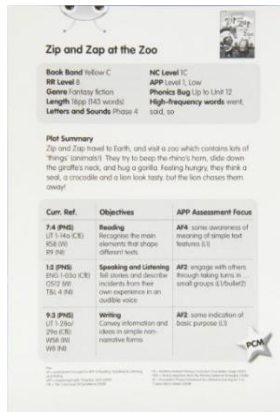 Zip and Zap at the Zoo
Book Band Yellow C
RR Level 8
Genre Fantasy fiction
Length 16pp (143 words)
Letters and Sounds Phase 4
NC Level 1C
APP Level 1; Low
Phonics Bug Up to Unit 12
High-frequency words went,
said, so
Plot Summary
Zip and Zap travel to Earth, and visit a zoo which contains lots of
'things' (animals!). They try to beep the rhino's horn, slide down
the giraffe's neck, and hug a gorilla. Feeling hungry, they think a
seal, a crocodile and a lion look tasty, but the lion chases them
away!
Curr. Ref. Objectives APP Assessment Focus
7:4 (PNS) Reading AF4: some awareness of
Recognise the main meaning of simple text
elements that shape features (L1)
different texts
1:2 (PNS) Speaking and Listening AF2: engage with others
Tell stories and describe through taking turns in
incidents from their small groups (L1/bullet2)
own experience in an
audible voice
9:3 (PNS) Writing AF2: some indication of
Convey information and basic purpose (L1)
ideas in simple non-
narrative forms
PCM